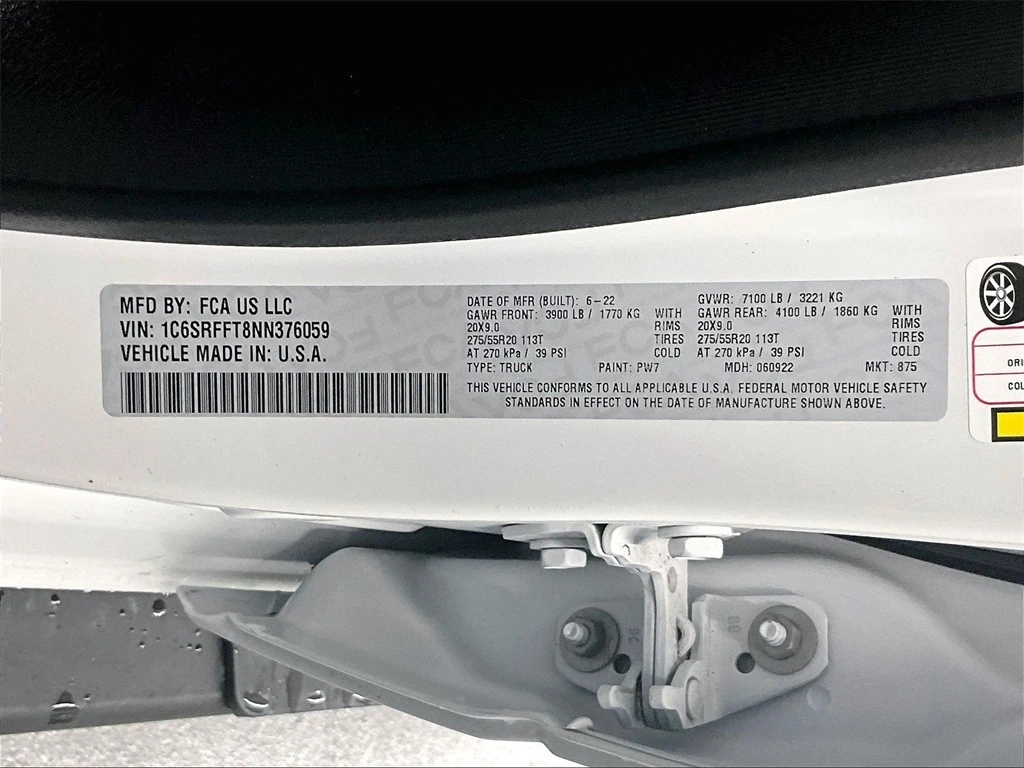 MFD BY: FCA US LLC
VIN: 1C6SRFFT8NN376059
VEHICLE MADE IN: U.S.A.
DATE OF MFR (BUILT): 6-22
GAWR FRONT: 3900 LB / 1770 KG WITH
20X9.0 RIMS
275/55R20 113T TIRES
AT 270 kPa / 39 PSI COLD
TYPE: TRUCK PAINT: PW7
GVWR: 7100 LB / 3221 KG
GAWR REAR: 4100 LB / 1860 KG WITH
20X9.0 RIMS
275/55R20 113T TIRES
AT 270 kPa / 39 PSI COLD
MDH: 060922 MKT: 875
THIS VEHICLE CONFORMS TO ALL APPLICABLE U.S.A. FEDERAL MOTOR VEHICLE SAFETY
STANDARDS IN EFFECT ON THE DATE OF MANUFACTURE SHOWN ABOVE.